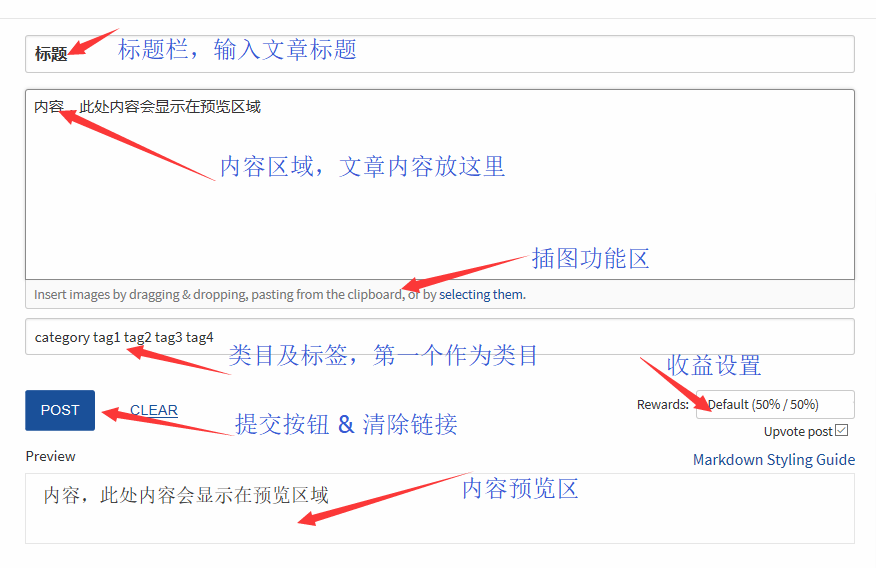 标题
标题栏，输入文章标题
内容，此处内容会显示在预览区域
内容区域，文章内容放这里
插图功能区
Insert images by dragging & dropping, pasting from the clipboard, or by selecting them.
category tag1 tag2 tag3 tag4
类目及标签，第一个作为类目
收益设置
POST
CLEAR
提交按钮 & 清除链接
Rewards:
Default (50% / 50%)
Upvote post
Preview
Markdown Styling Guide
内容，此处内容会显示在预览区域
内容预览区